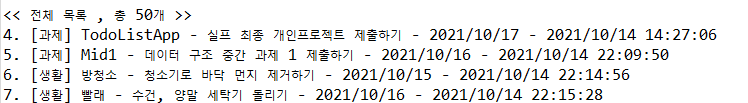 << 전체 목록 , 총 50개 >>
4. [과제] TodoListApp - 실프 최종 개인프로젝트 제출하기 - 2021/10/17 - 2021/10/14 14:27:06
5. [과제] Mid1 - 데이터 구조 중간 과제 1 제출하기 - 2021/10/16 - 2021/10/14 22:09:50
6. [생활] 방청소 - 청소기로 바닥 먼지 제거하기 - 2021/10/15 - 2021/10/14 22:14:56
7. [생활] 빨래 - 수건, 양말 세탁기 돌리기 - 2021/10/16 - 2021/10/14 22:15:28